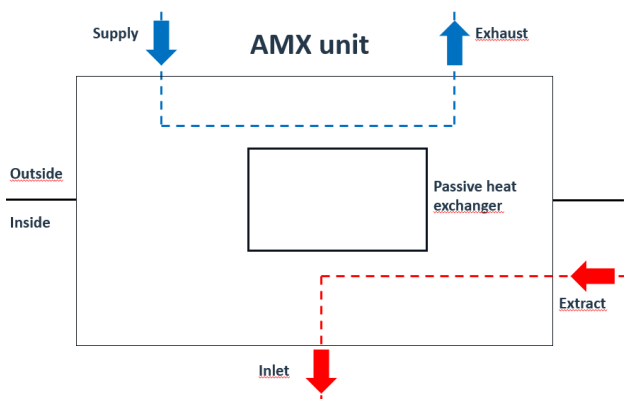 Supply
AMX unit
Exhaust
Outside
Inside
Passive heat
exchanger
Extract
Inlet